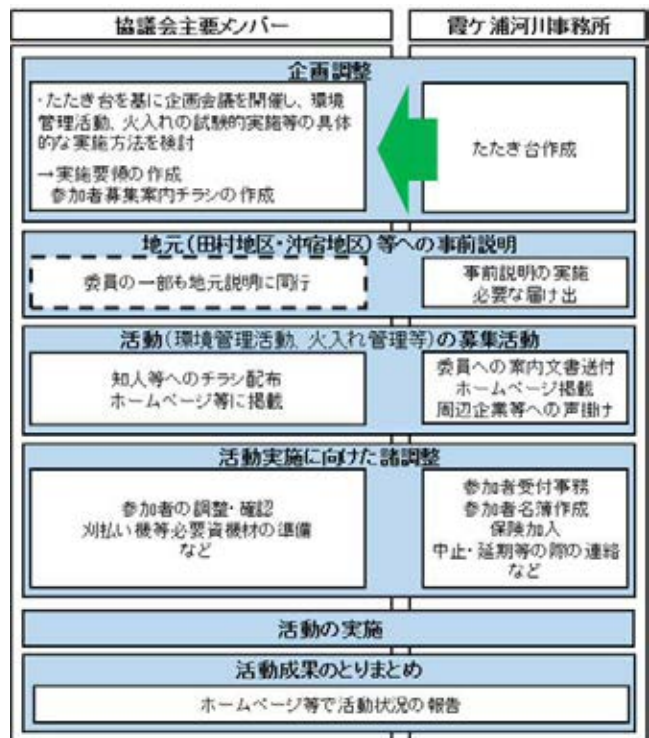 協議会主要メンバー
霞ケ浦河川事務所
企画調整
・たたき台を基に企画会議を開催し、環境
管理活動、火入れの試験的実施等の具体
的な実施方法を検討
→実施要領の作成
参加者募集案内チラシの作成
たたき台作成
地元(田村地区・沖宿地区)等への事前説明
委員の一部も地元説明に同行
事前説明の実施
必要な届け出
活動(環境管理活動、火入れ管理等)の募集活動
知人等へのチラシ配布
ホームページ等に掲載
委員への案内文書送付
ホームページ掲載
周辺企業等への声掛け
活動実施に向けた諸調整
参加者の調整・確認
刈払い機等必要資機材の準備
など
参加者受付事務
参加者名簿作成
保険加入
中止・延期等の際の連絡
など
活動の実施
活動成果のとりまとめ
ホームページ等で活動状況の報告